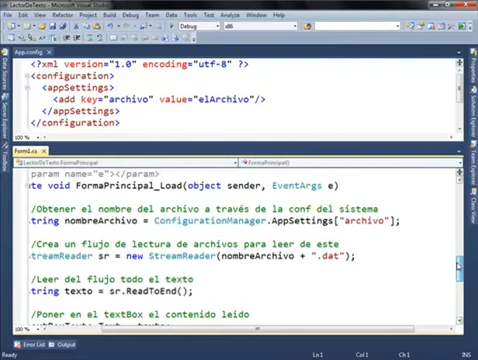 LectorDeTexto - Microsoft Visual Studio
File Edit View Refactor Project Build Debug Team Data Tools Test Analyze Window Help
Debug x86
App.config
<?xml version="1.0" encoding="utf-8" ?>
<configuration>
<appSettings>
<add key="archivo" value="elArchivo"/>
</appSettings>
</configuration>
100 %
Form1.cs
LectorDeTexto.FormaPrincipal FormaPrincipal()
param name="e"></param>
ate void FormaPrincipal_Load(object sender, EventArgs e)
/Obtener el nombre del archivo a través de la conf del sistema
tring nombreArchivo = ConfigurationManager.AppSettings["archivo"];
/Crea un flujo de lectura de archivos para leer de este
treamReader sr = new StreamReader(nombreArchivo + ".dat");
/Leer del flujo todo el texto
tring texto = sr.ReadToEnd();
/Poner en el textBox el contenido leido
100 %
Error List Output
Ln 1 Col 1 Ch 1 INS
Data Sources
Server Explorer
Toolbox
Properties
Solution Explorer
Team Explorer
Class View